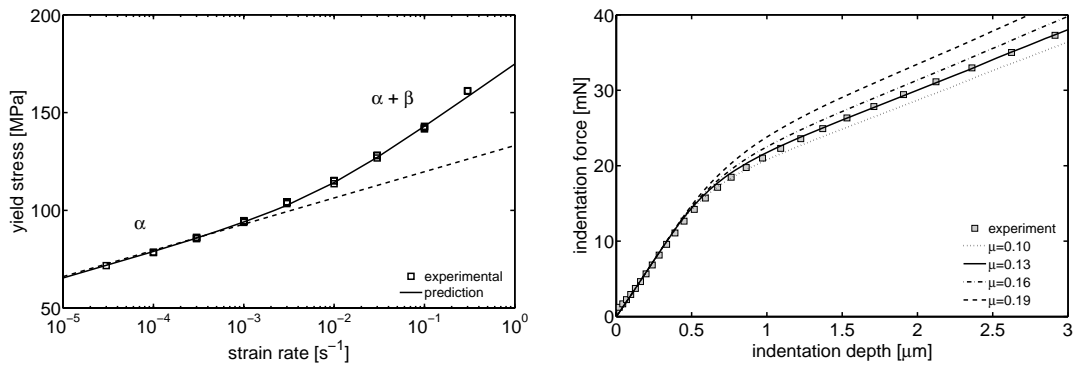 200
150
100
50
yield stress [MPa]
α
α + β
experimental
prediction
10⁻⁵
10⁻⁴
10⁻³
10⁻²
10⁻¹
10⁰
strain rate [s⁻¹]
40
30
20
10
0
indentation force [mN]
experiment
μ=0.10
μ=0.13
μ=0.16
μ=0.19
0
0.5
1
1.5
2
2.5
3
indentation depth [μm]